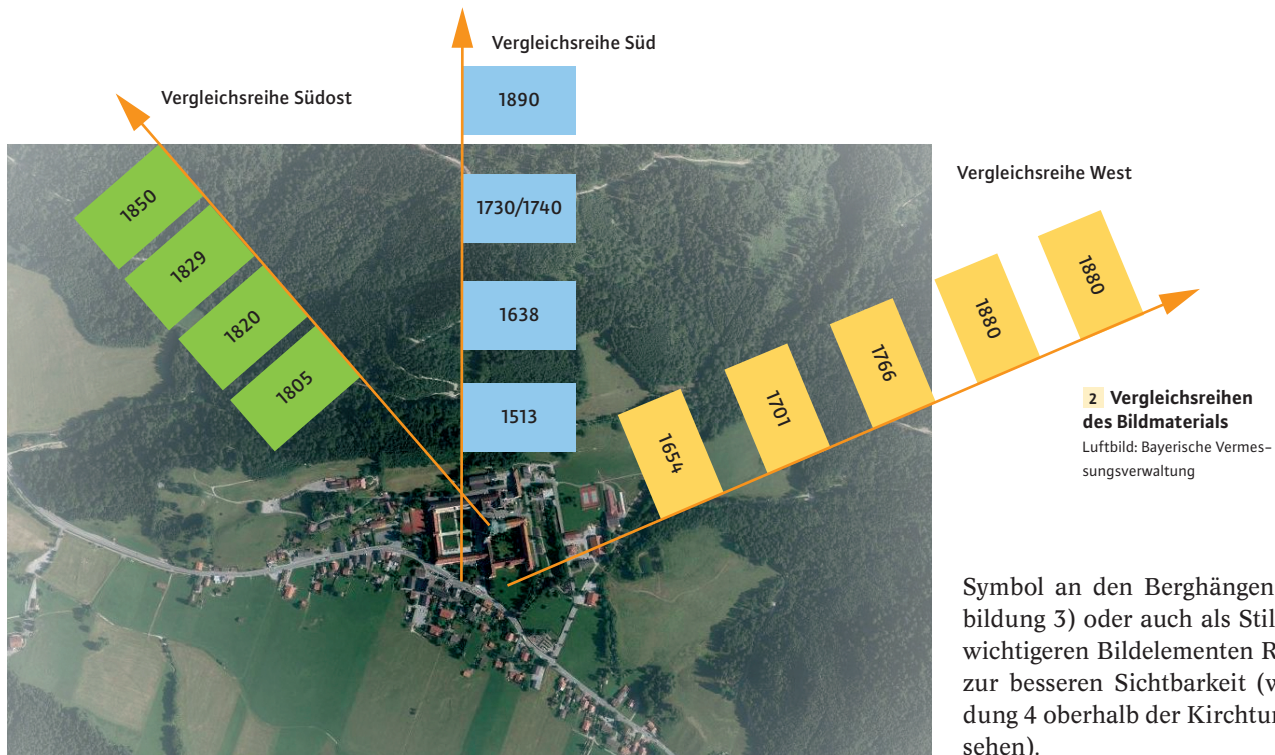 Vergleichsreihe Süd
Vergleichsreihe Südost
Vergleichsreihe West
1850
1829
1820
1805
1890
1730/1740
1638
1513
1654
1701
1766
1880
1880
2 Vergleichsreihen
des Bildmaterials
Luftbild: Bayerische Vermes-
sungsverwaltung
Symbol an den Berghängen
bildung 3) oder auch als Stil
wichtigeren Bildelementen R
zur besseren Sichtbarkeit (v
dung 4 oberhalb der Kirchtu
sehen).